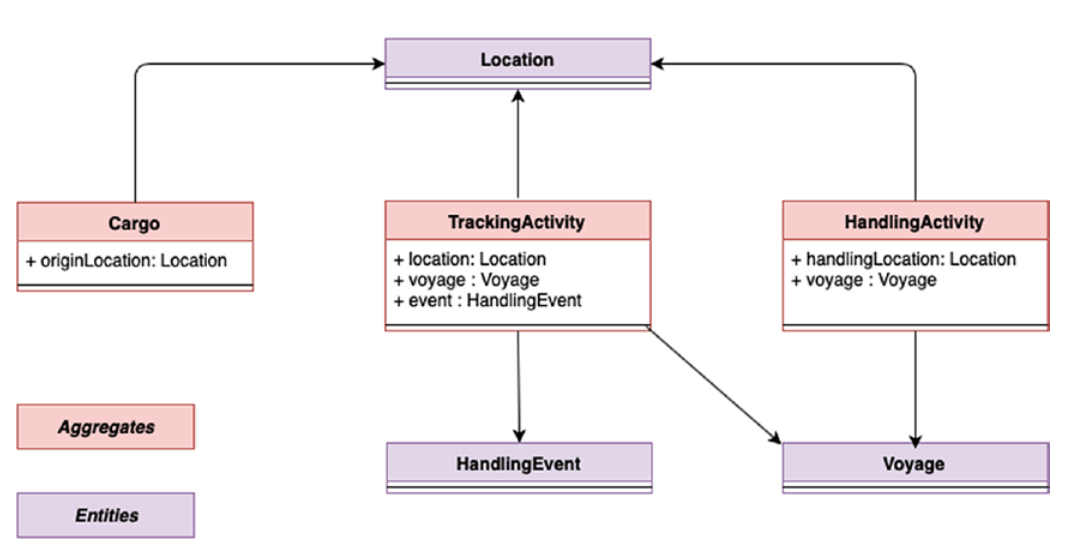 Location
Cargo
+ originLocation: Location
TrackingActivity
+ location: Location
+ voyage : Voyage
+ event : HandlingEvent
HandlingActivity
+ handlingLocation: Location
+ voyage : Voyage
Aggregates
HandlingEvent
Voyage
Entities